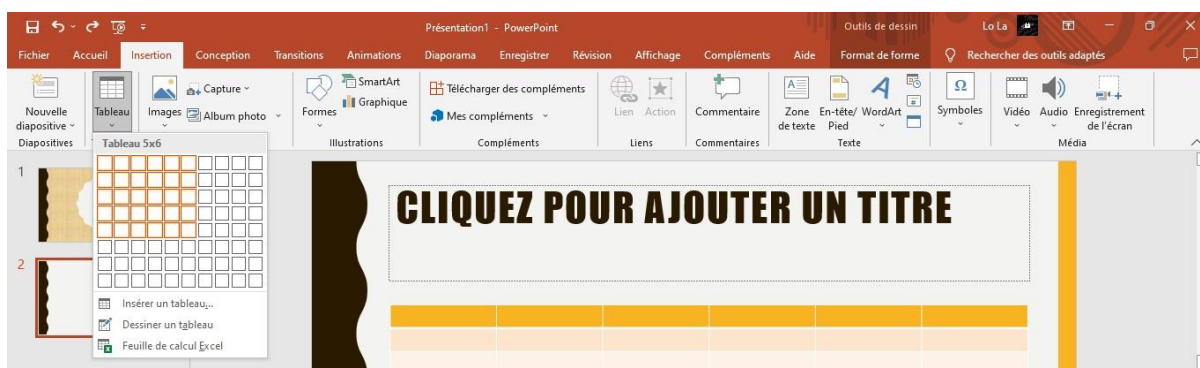 Présentation1 - PowerPoint
Outils de dessin
Lo La
Fichier Accueil Insertion Conception Transitions Animations Diaporama Enregistrer Révision Affichage Compléments Aide Format de forme Rechercher des outils adaptés
Nouvelle diapositive
Tableau
Images
Capture
Album photo
Formes
SmartArt
Graphique
Télécharger des compléments
Mes compléments
Lien
Action
Commentaire
Zone de texte
En-tête/ Pied
WordArt
Symboles
Vidéo
Audio
Enregistrement de l'écran
Diapositives
Illustrations
Compléments
Liens
Commentaires
Texte
Média
Tableau 5x6
Insérer un tableau...
Dessiner un tableau
Feuille de calcul Excel
1
2
CLIQUEZ POUR AJOUTER UN TITRE